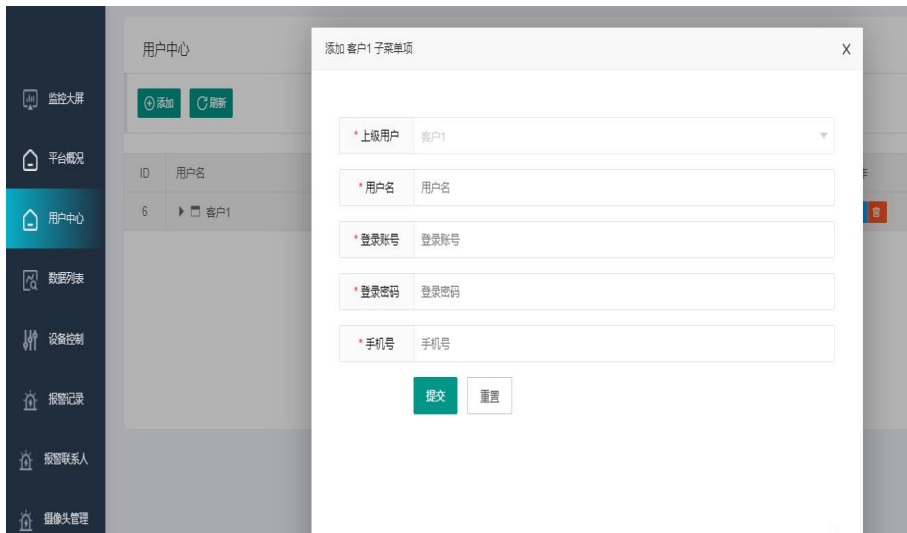 监控大屏
平台概况
用户中心
数据列表
设备控制
报警记录
报警联系人
摄像头管理
用户中心
添加
刷新
ID 用户名
6 客户1
添加 客户1 子菜单项 X
* 上级用户 客户1
* 用户名 用户名
* 登录账号 登录账号
* 登录密码 登录密码
* 手机号 手机号
提交 重置